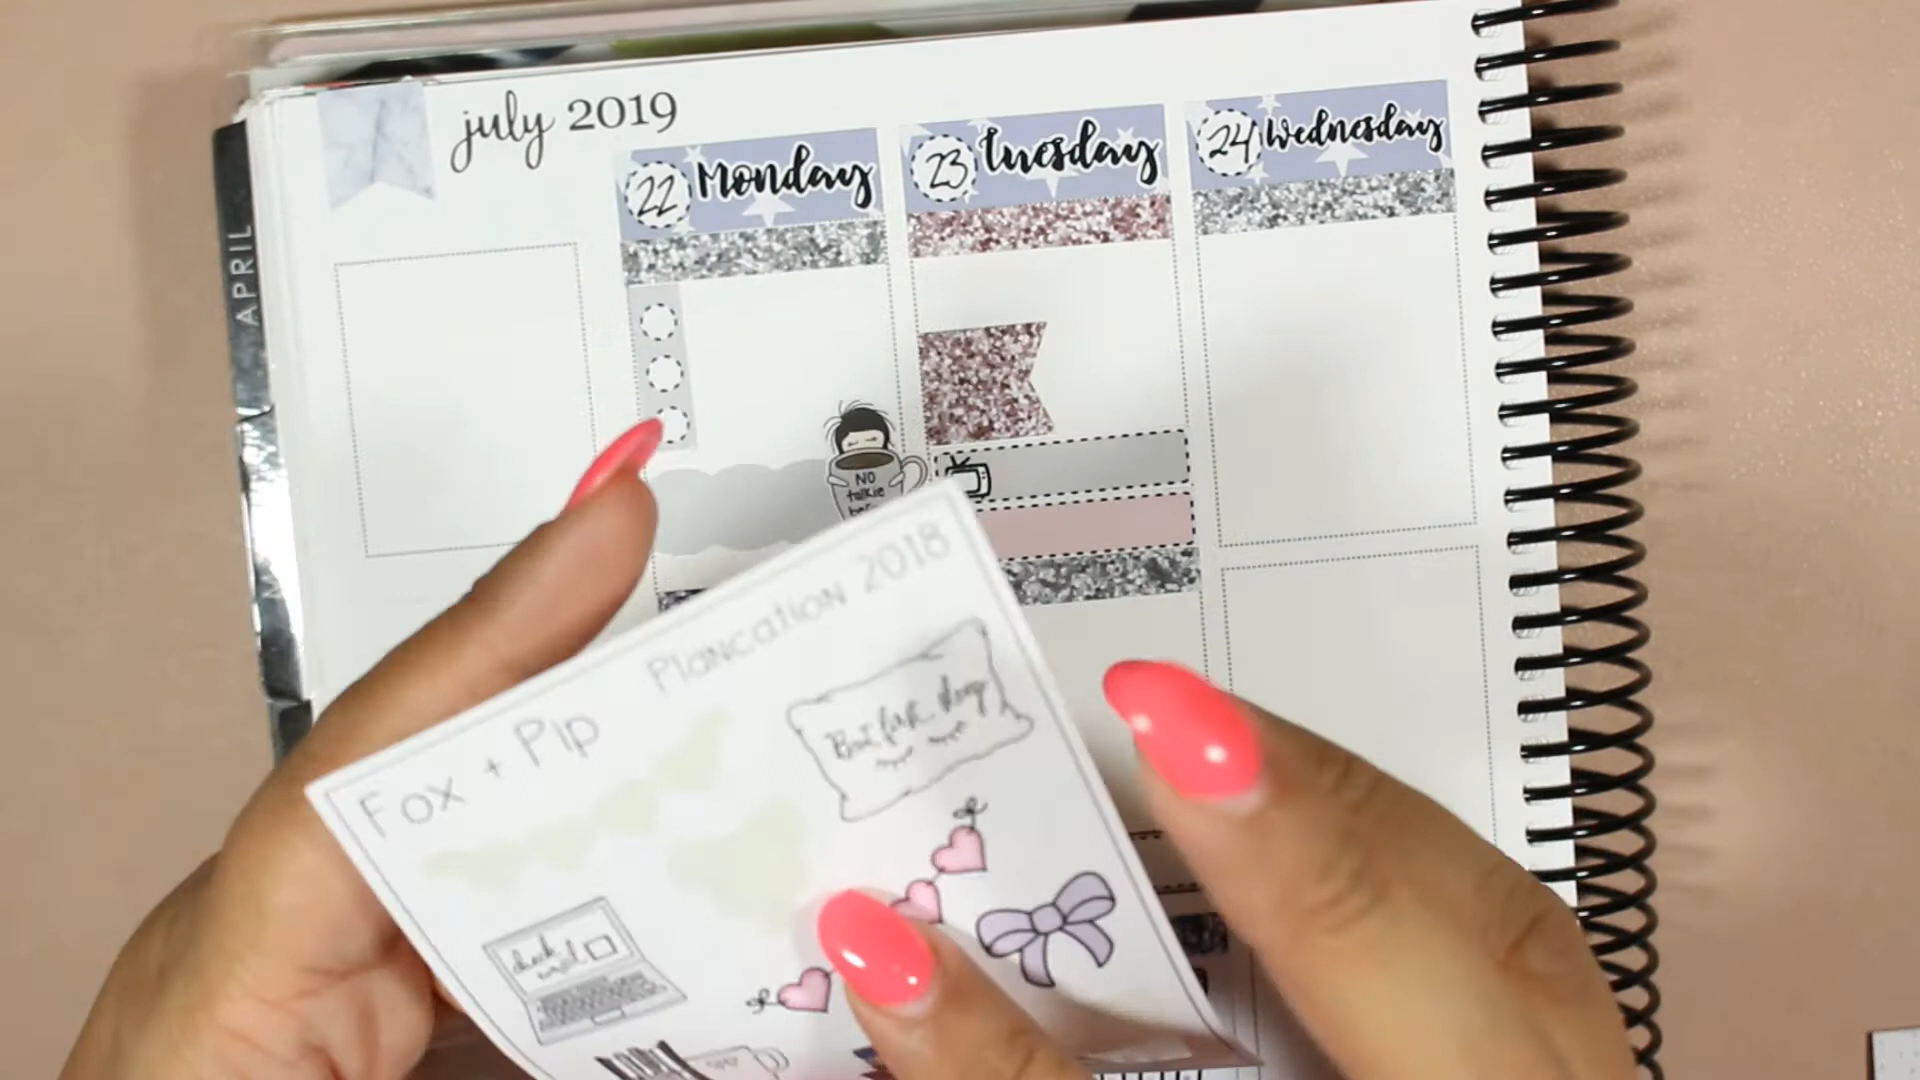 july 2019
22 Monday
23 tuesday
24 Wednesday
APRIL
NO
talkie
Plancation 2018
Fox + Pip
But first, sleep
check
mail